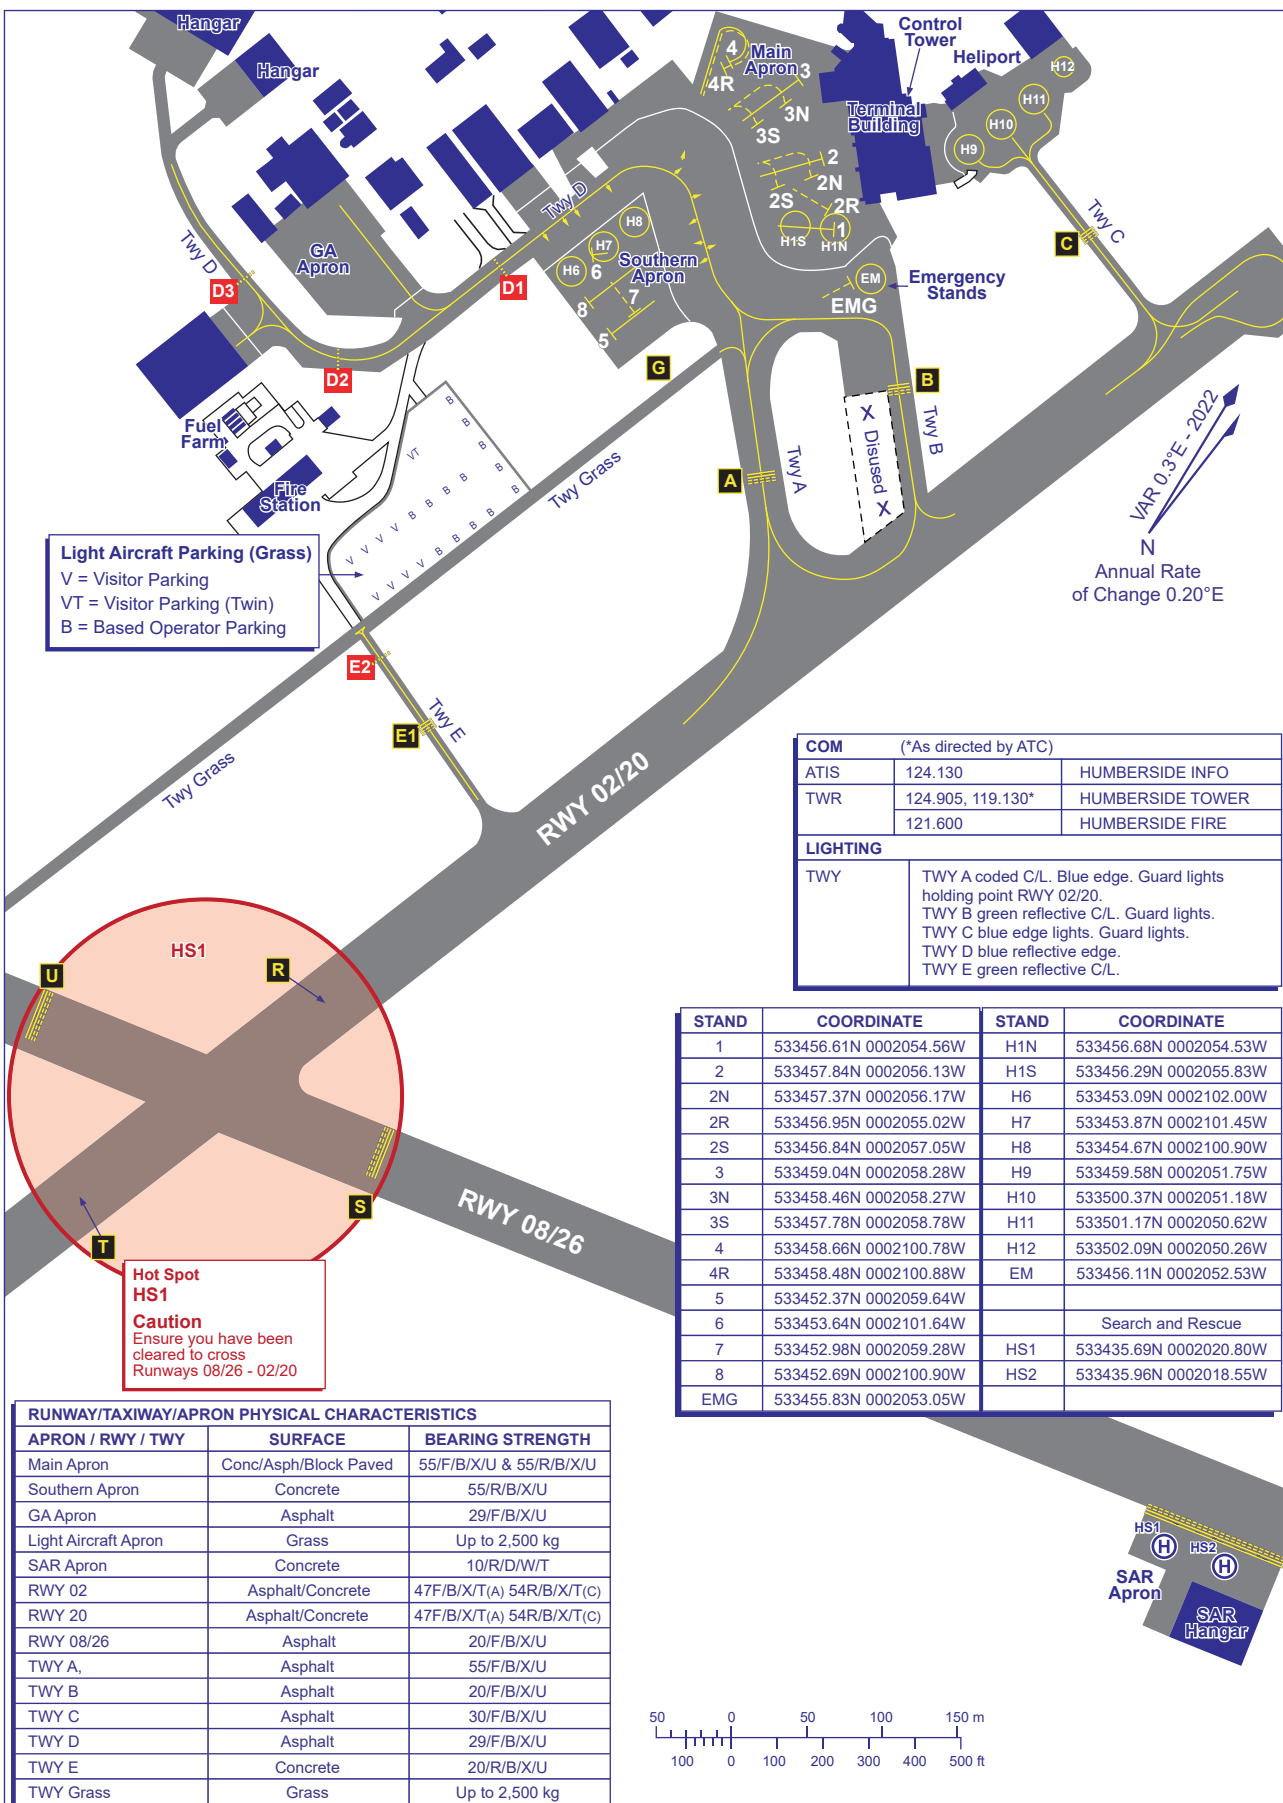 Hangar
Hangar
Control
Tower
Heliport
Main
Apron
Terminal
Building
4
4R
3
3N
3S
2
2N
2S
2R
1
H1S
H1N
H12
H11
H10
H9
Twy C
C
Twy D
Twy D
D3
GA
Apron
D1
D2
H8
H7
H6
6
Southern
Apron
7
8
5
EM
EMG
Emergency
Stands
G
B
Twy B
X
Disused
X
A
Twy A
Fuel
Farm
Fire
Station
Twy Grass
VAR 0.3°E - 2022
N
Annual Rate
of Change 0.20°E
B
B
B
B
B
VT
V V V V B B B B
V V V V B B B B B
Light Aircraft Parking (Grass)
V = Visitor Parking
VT = Visitor Parking (Twin)
B = Based Operator Parking
E2
E1
Twy E
Twy Grass
RWY 02/20
COM (*As directed by ATC)
ATIS 124.130 HUMBERSIDE INFO
TWR 124.905, 119.130* HUMBERSIDE TOWER
121.600 HUMBERSIDE FIRE
LIGHTING
TWY TWY A coded C/L. Blue edge. Guard lights
holding point RWY 02/20.
TWY B green reflective C/L. Guard lights.
TWY C blue edge lights. Guard lights.
TWY D blue reflective edge.
TWY E green reflective C/L.
HS1
U
R
S
T
RWY 08/26
Hot Spot
HS1
Caution
Ensure you have been
cleared to cross
Runways 08/26 - 02/20
STAND COORDINATE STAND COORDINATE
1 533456.61N 0002054.56W H1N 533456.68N 0002054.53W
2 533457.84N 0002056.13W H1S 533456.29N 0002055.83W
2N 533457.37N 0002056.17W H6 533453.09N 0002102.00W
2R 533456.95N 0002055.02W H7 533453.87N 0002101.45W
2S 533456.84N 0002057.05W H8 533454.67N 0002100.90W
3 533459.04N 0002058.28W H9 533459.58N 0002051.75W
3N 533458.46N 0002058.27W H10 533500.37N 0002051.18W
3S 533457.78N 0002058.78W H11 533501.17N 0002050.62W
4 533458.66N 0002100.78W H12 533502.09N 0002050.26W
4R 533458.48N 0002100.88W EM 533456.11N 0002052.53W
5 533452.37N 0002059.64W
6 533453.64N 0002101.64W Search and Rescue
7 533452.98N 0002059.28W HS1 533435.69N 0002020.80W
8 533452.69N 0002100.90W HS2 533435.96N 0002018.55W
EMG 533455.83N 0002053.05W
RUNWAY/TAXIWAY/APRON PHYSICAL CHARACTERISTICS
APRON / RWY / TWY SURFACE BEARING STRENGTH
Main Apron Conc/Asph/Block Paved 55/F/B/X/U & 55/R/B/X/U
Southern Apron Concrete 55/R/B/X/U
GA Apron Asphalt 29/F/B/X/U
Light Aircraft Apron Grass Up to 2,500 kg
SAR Apron Concrete 10/R/D/W/T
RWY 02 Asphalt/Concrete 47F/B/X/T(A) 54R/B/X/T(C)
RWY 20 Asphalt/Concrete 47F/B/X/T(A) 54R/B/X/T(C)
RWY 08/26 Asphalt 20/F/B/X/U
TWY A, Asphalt 55/F/B/X/U
TWY B Asphalt 20/F/B/X/U
TWY C Asphalt 30/F/B/X/U
TWY D Asphalt 29/F/B/X/U
TWY E Concrete 20/R/B/X/U
TWY Grass Grass Up to 2,500 kg
HS1
H
HS2
H
SAR
Apron
SAR
Hangar
50 0 50 100 150 m
100 0 100 200 300 400 500 ft